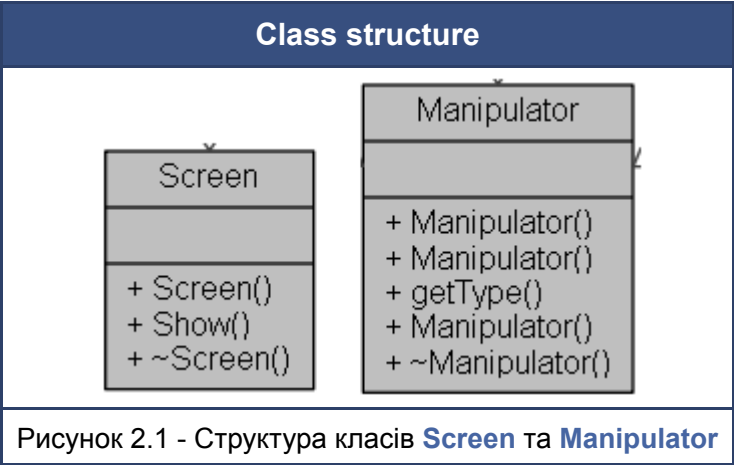 Class structure
Screen
+ Screen()
+ Show()
+ ~Screen()
Manipulator
+ Manipulator()
+ Manipulator()
+ getType()
+ Manipulator()
+ ~Manipulator()
Рисунок 2.1 - Структура класів Screen та Manipulator